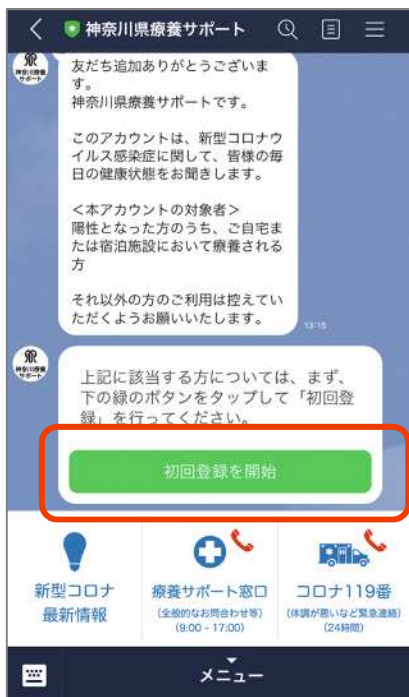 神奈川県療養サポート
友だち追加ありがとうございま
す。
神奈川県療養サポートです。
このアカウントは、新型コロナウ
イルス感染症に関して、皆様の毎
日の健康状態をお聞きします。
＜本アカウントの対象者＞
陽性となった方のうち、ご自宅ま
たは宿泊施設において療養される
方
それ以外の方のご利用は控えてい
ただくようお願いいたします。
13:15
上記に該当する方については、まず、
下の緑のボタンをタップして「初回登
録」を行ってください。
初回登録を開始
新型コロナ
最新情報
療養サポート窓口
(全般的なお問合わせ等)
(9:00 - 17:00)
コロナ119番
(体調が悪いなど緊急連絡)
(24時間)
メニュー